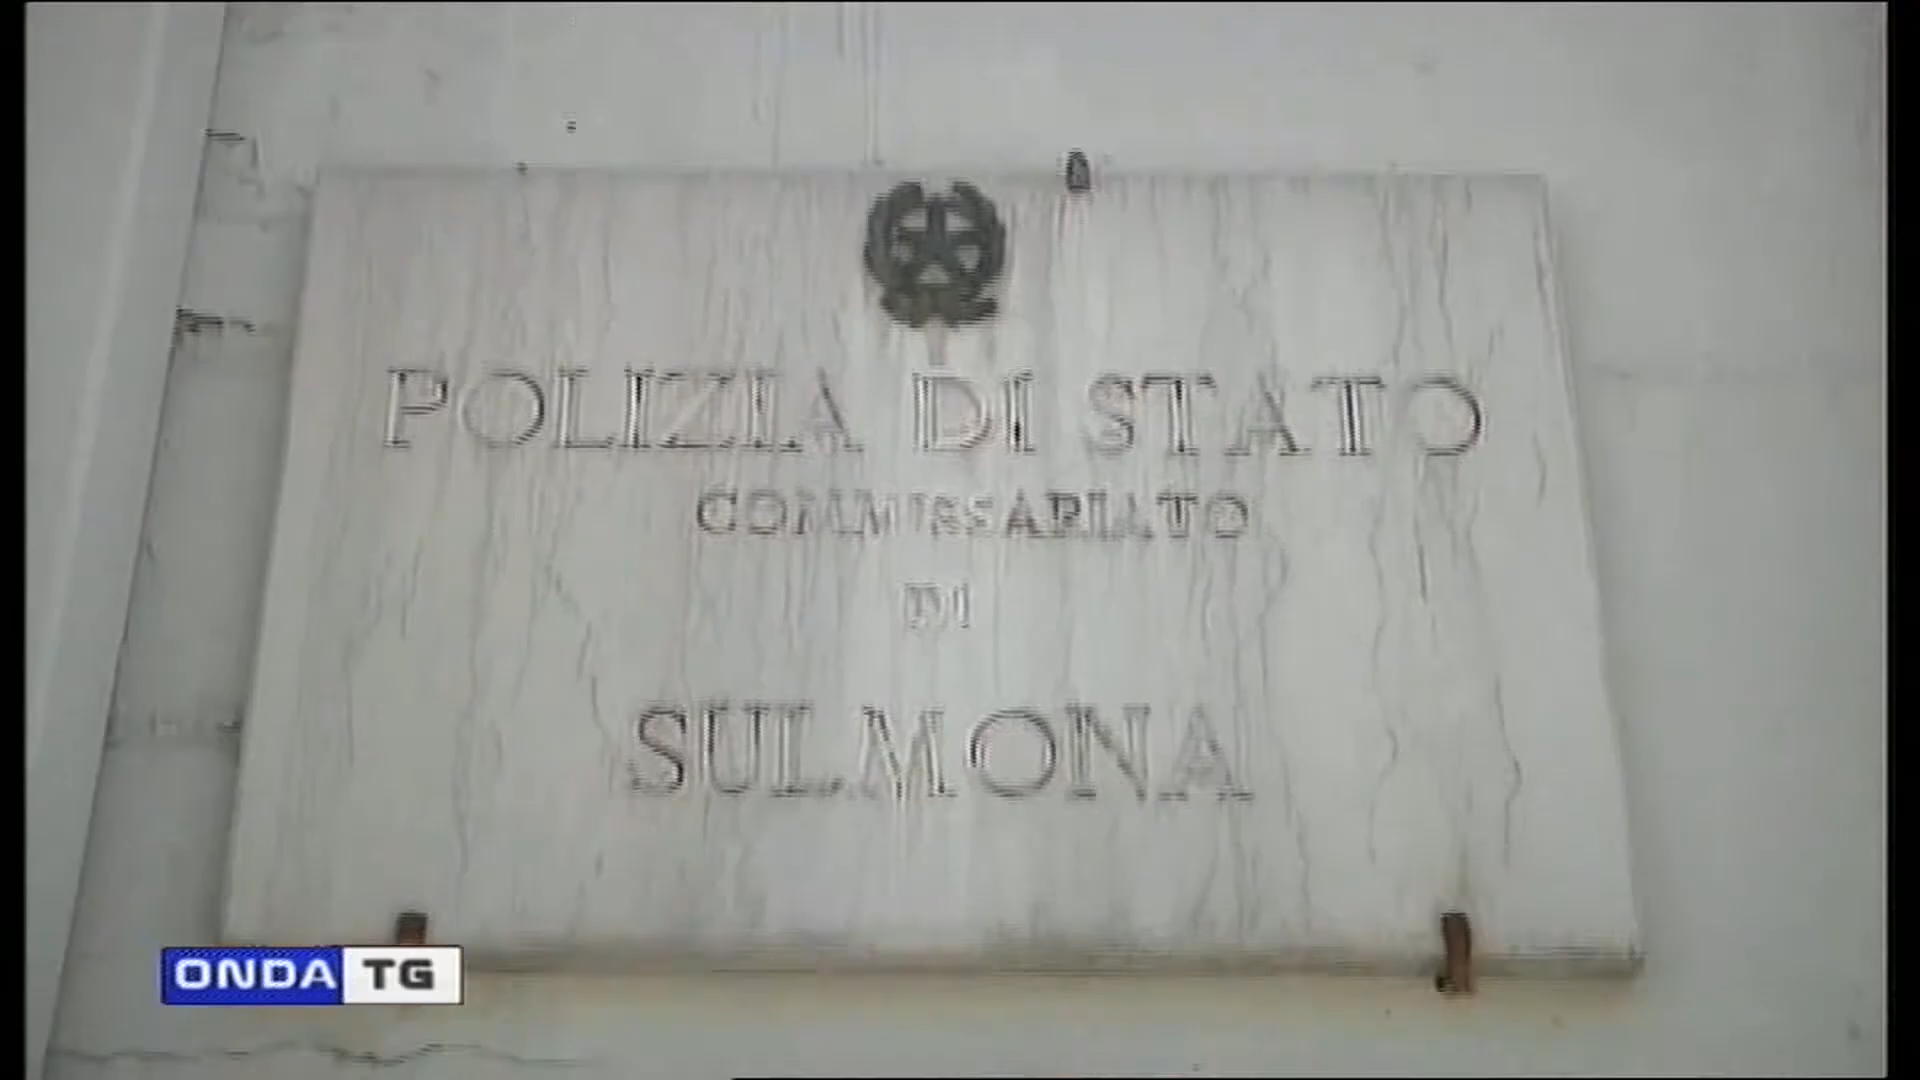 POLIZIA DI STATO
COMMISSARIATO
DI
SULMONA
ONDA TG